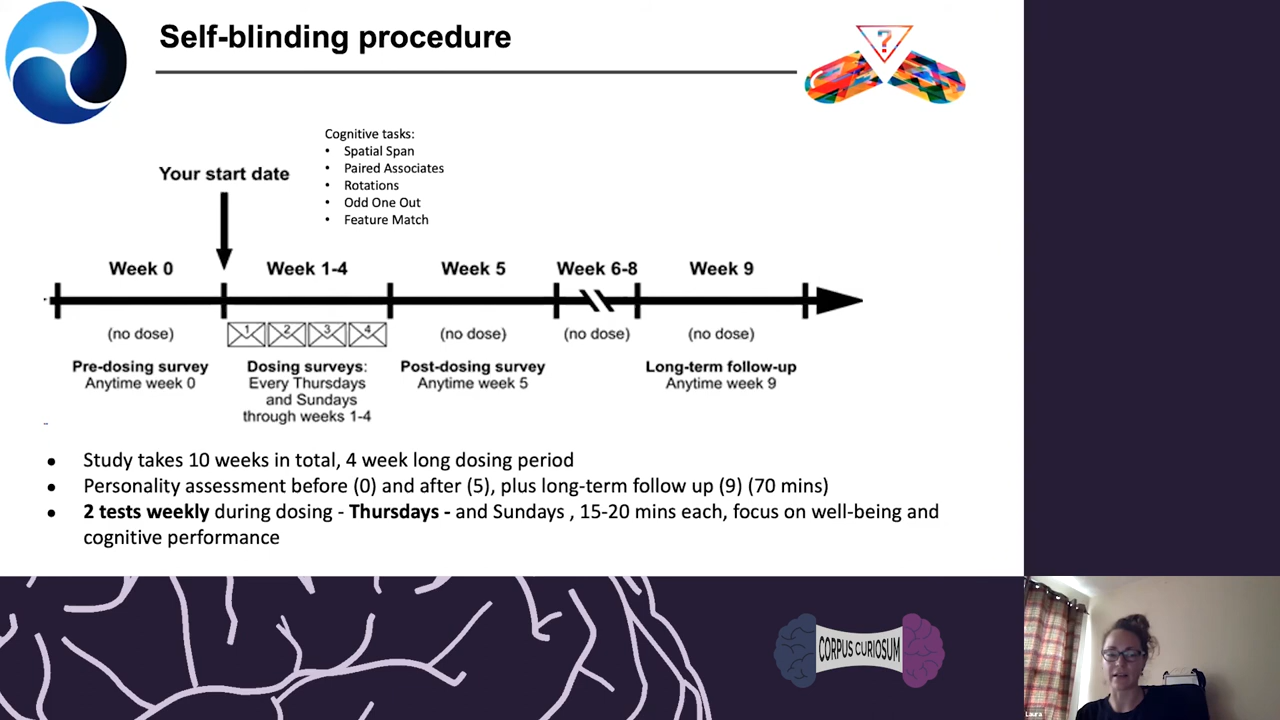 Self-blinding procedure
?
Cognitive tasks:
• Spatial Span
• Paired Associates
• Rotations
• Odd One Out
• Feature Match
Your start date
Week 0
Week 1-4
Week 5
Week 6-8
Week 9
(no dose)
1 2 3 4
(no dose)
(no dose)
(no dose)
Pre-dosing survey
Anytime week 0
Dosing surveys:
Every Thursdays
and Sundays
through weeks 1-4
Post-dosing survey
Anytime week 5
Long-term follow-up
Anytime week 9
• Study takes 10 weeks in total, 4 week long dosing period
• Personality assessment before (0) and after (5), plus long-term follow up (9) (70 mins)
• 2 tests weekly during dosing - Thursdays - and Sundays , 15-20 mins each, focus on well-being and
cognitive performance
CORPUS CURIOSUM
Laura